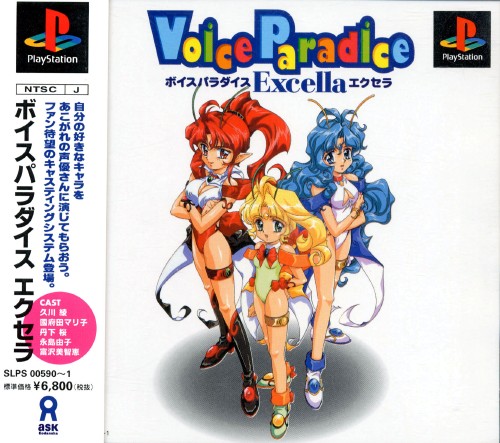 PlayStation
NTSC J
ボイスパラダイス エクセラ
自分の好きなキャラを
あこがれの声優さんに演じてもらおう。
ファン待望のキャスティングシステム登場。
CAST
久川 綾
國府田マリ子
丹下 桜
永島由子
富沢美智恵
SLPS 00590〜1
標準価格 ¥6,800(税抜)
ask
kodansha
Voice Paradice
ボイスパラダイス Excella エクセラ
PlayStation